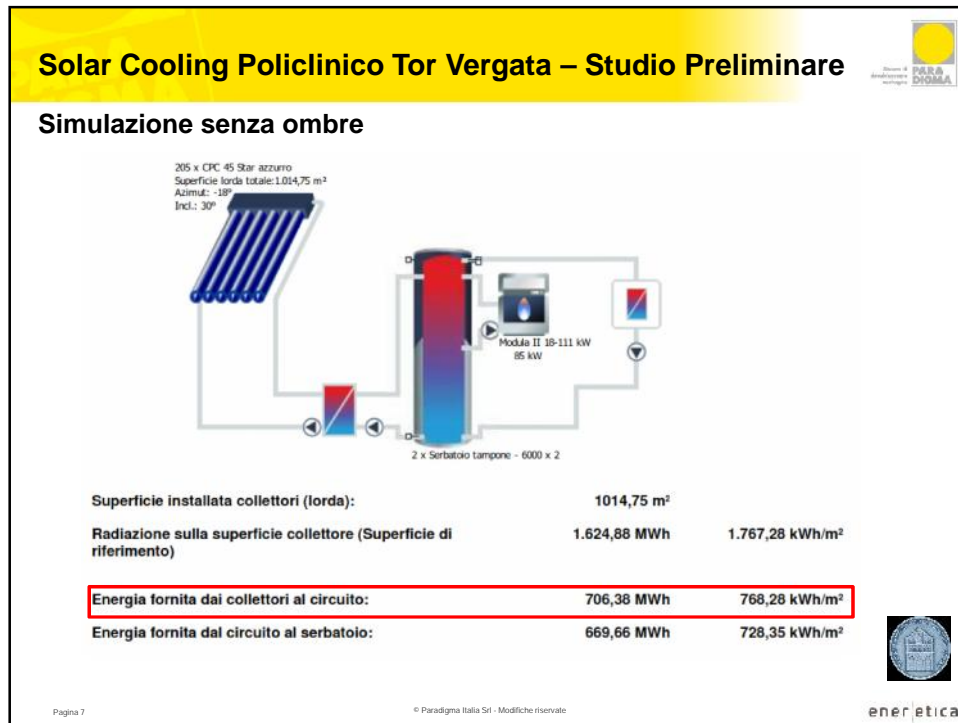 Solar Cooling Policlinico Tor Vergata – Studio Preliminare
PARA
DIGMA
Simulazione senza ombre
205 x CPC 45 Star azzurro
Superficie lorda totale:1.014,75 m²
Azimut: -18°
Incl.: 30°
Modula II 18-111 kW
85 kW
2 x Serbatoio tampone - 6000 x 2
Superficie installata collettori (lorda): 1014,75 m²
Radiazione sulla superficie collettore (Superficie di 1.624,88 MWh 1.767,28 kWh/m²
riferimento)
Energia fornita dai collettori al circuito: 706,38 MWh 768,28 kWh/m²
Energia fornita dal circuito al serbatoio: 669,66 MWh 728,35 kWh/m²
Pagina 7
© Paradigma Italia Srl - Modifiche riservate
ener|etica